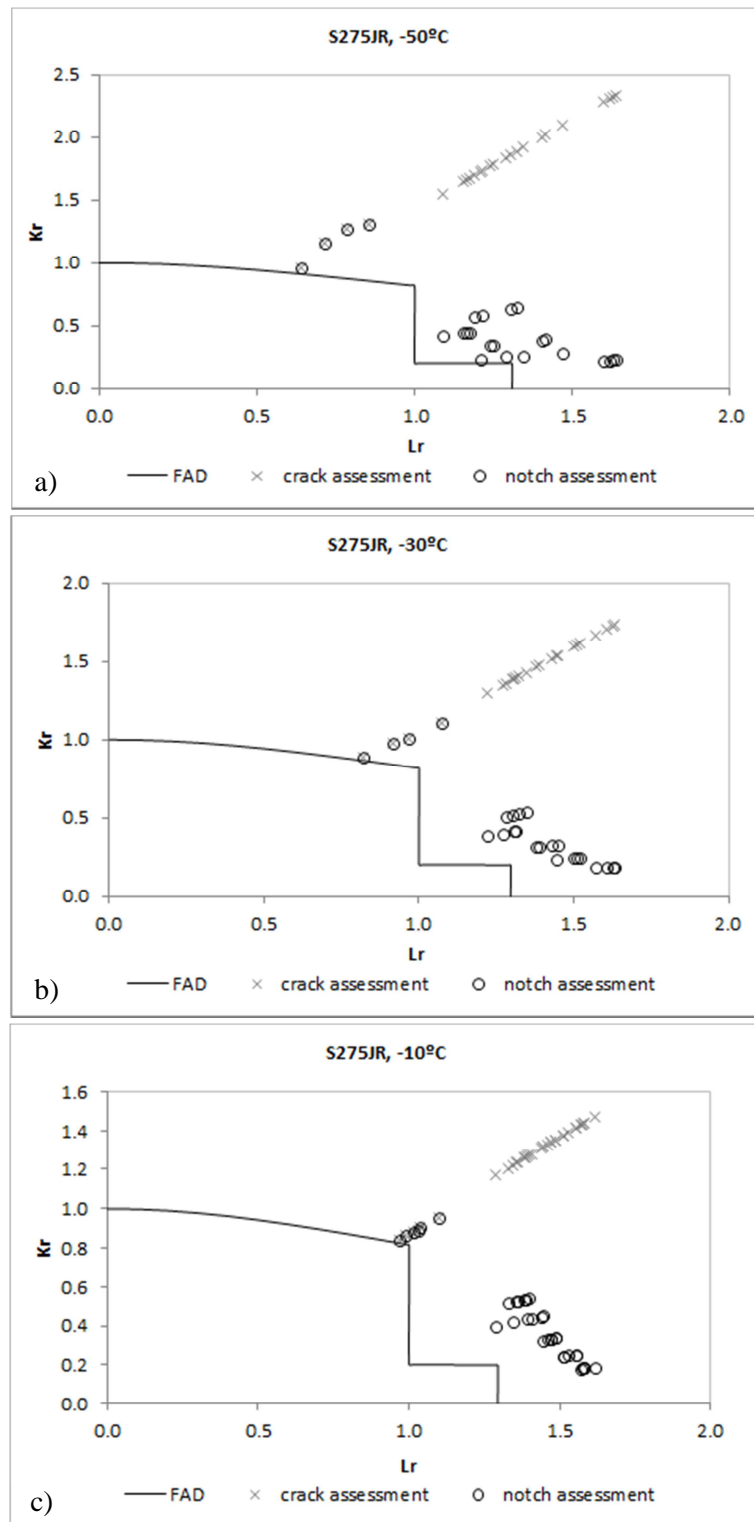 S275JR, -50ºC
2.5
2.0
1.5
1.0
0.5
0.0
Kr
0.0 0.5 1.0 1.5 2.0
Lr
FAD crack assessment notch assessment
a)
S275JR, -30ºC
2.0
1.5
1.0
0.5
0.0
Kr
0.0 0.5 1.0 1.5 2.0
Lr
FAD crack assessment notch assessment
b)
S275JR, -10ºC
1.6
1.4
1.2
1.0
0.8
0.6
0.4
0.2
0.0
Kr
0.0 0.5 1.0 1.5 2.0
Lr
FAD crack assessment notch assessment
c)